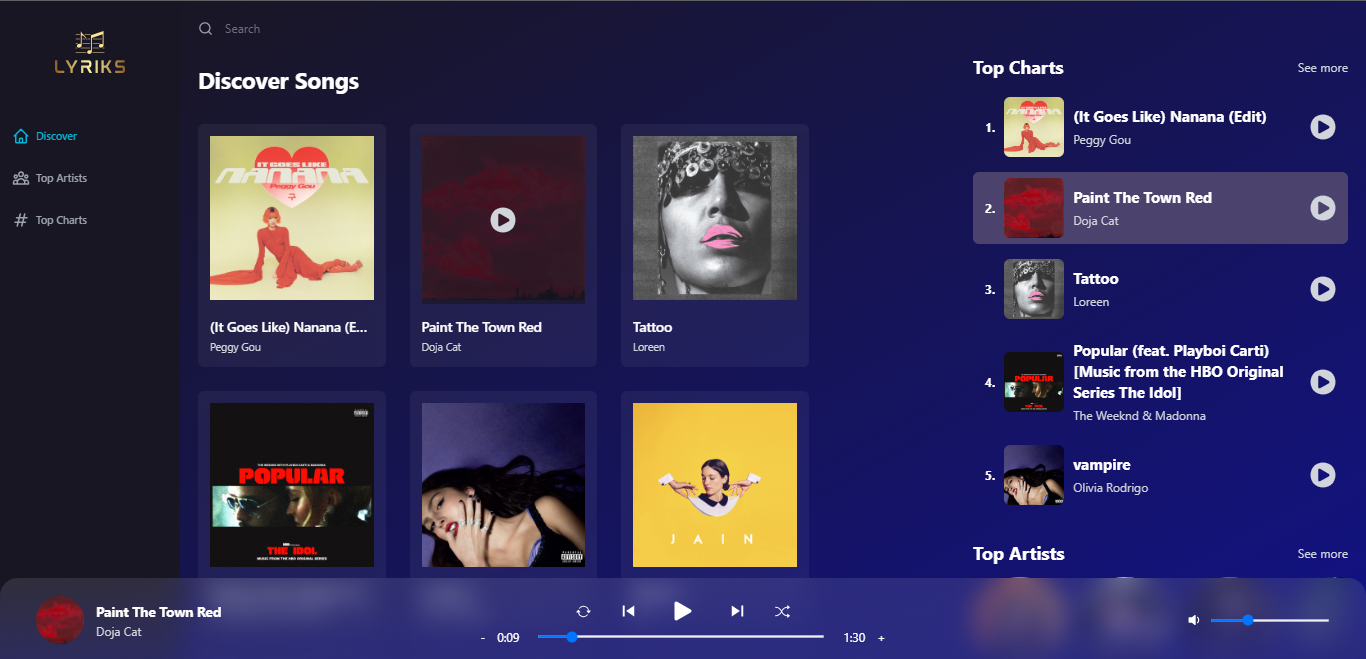 LYRIKS
Discover
Top Artists
Top Charts
Search
Discover Songs
IT GOES LIKE
NANANA
Peggy Gou
(It Goes Like) Nanana (E...
Peggy Gou
Paint The Town Red
Doja Cat
Tattoo
Loreen
POPULAR
THE IDOL
MUSIC FROM THE HBO ORIGINAL SERIES
JAIN
Top Charts
See more
1.
(It Goes Like) Nanana (Edit)
Peggy Gou
2.
Paint The Town Red
Doja Cat
3.
Tattoo
Loreen
4.
POPULAR
Popular (feat. Playboi Carti)
[Music from the HBO Original
Series The Idol]
The Weeknd & Madonna
5.
vampire
Olivia Rodrigo
Top Artists
See more
Paint The Town Red
Doja Cat
- 0:09
1:30 +